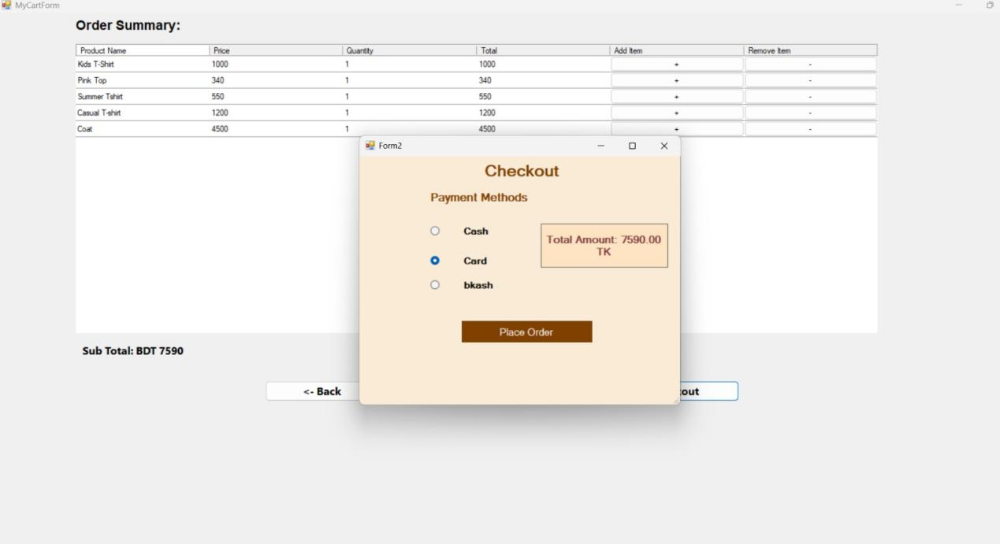 MyCartForm
Order Summary:
Product Name Price Quantity Total Add Item Remove Item
Kids T-Shirt 1000 1 1000 + -
Pink Top 340 1 340 + -
Summer Tshirt 550 1 550 + -
Casual T-shirt 1200 1 1200 + -
Coat 4500 1 4500 + -
Form2
Checkout
Payment Methods
Cash
Total Amount: 7590.00
TK
Card
bkash
Place Order
Sub Total: BDT 7590
<- Back
out